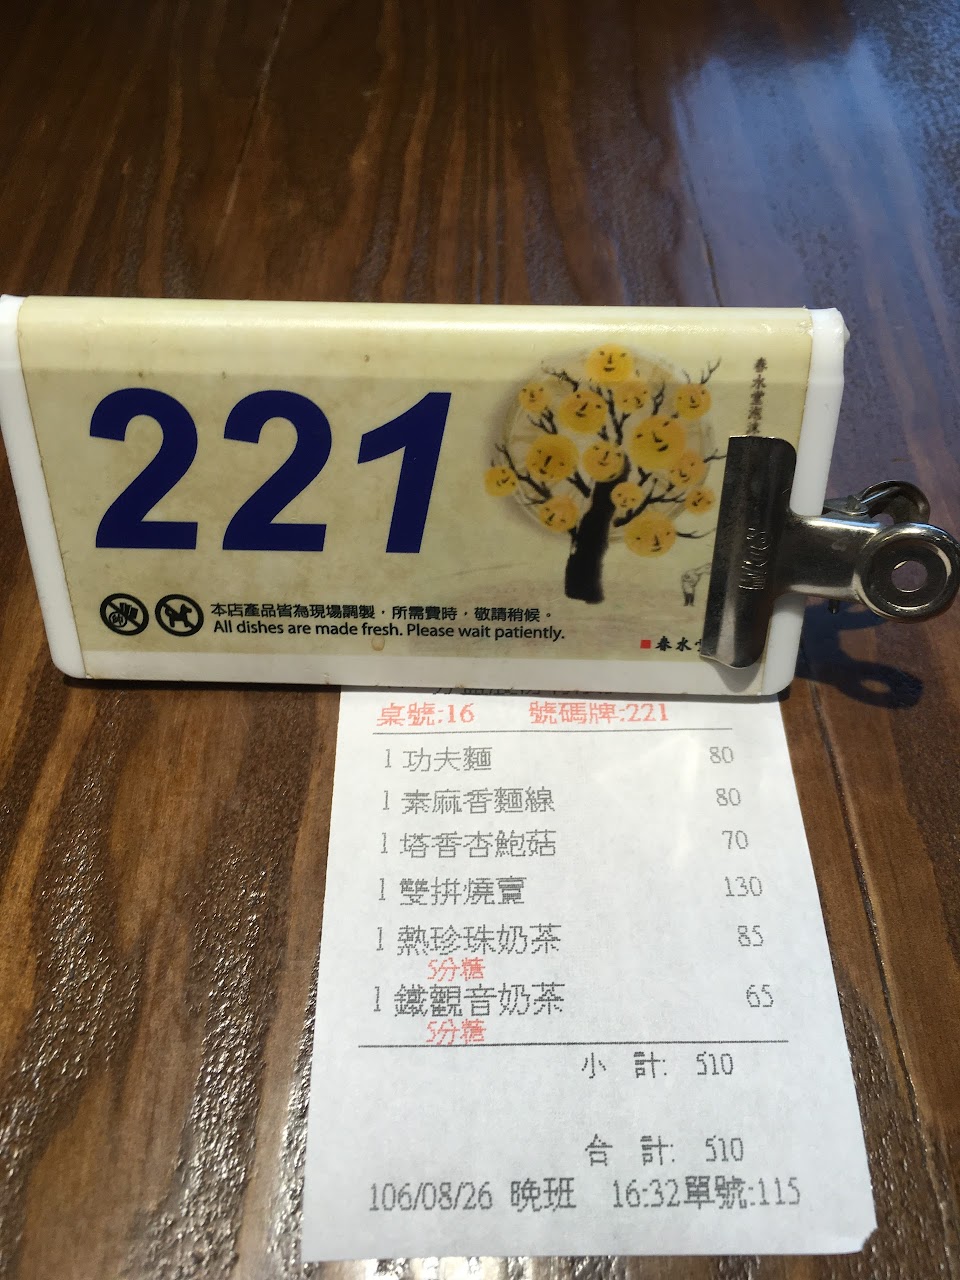 221
春水堂
本店產品皆為現場調製，所需費時，敬請稍候。
All dishes are made fresh. Please wait patiently.
春水
桌號:16 號碼牌:221
1 功夫麵 80
1 素麻香麵線 80
1 塔香杏鮑菇 70
1 雙拼燒賣 130
1 熱珍珠奶茶 85
5分糖
1 鐵觀音奶茶 65
5分糖
小 計: 510
合 計: 510
106/08/26 晚班 16:32單號:115